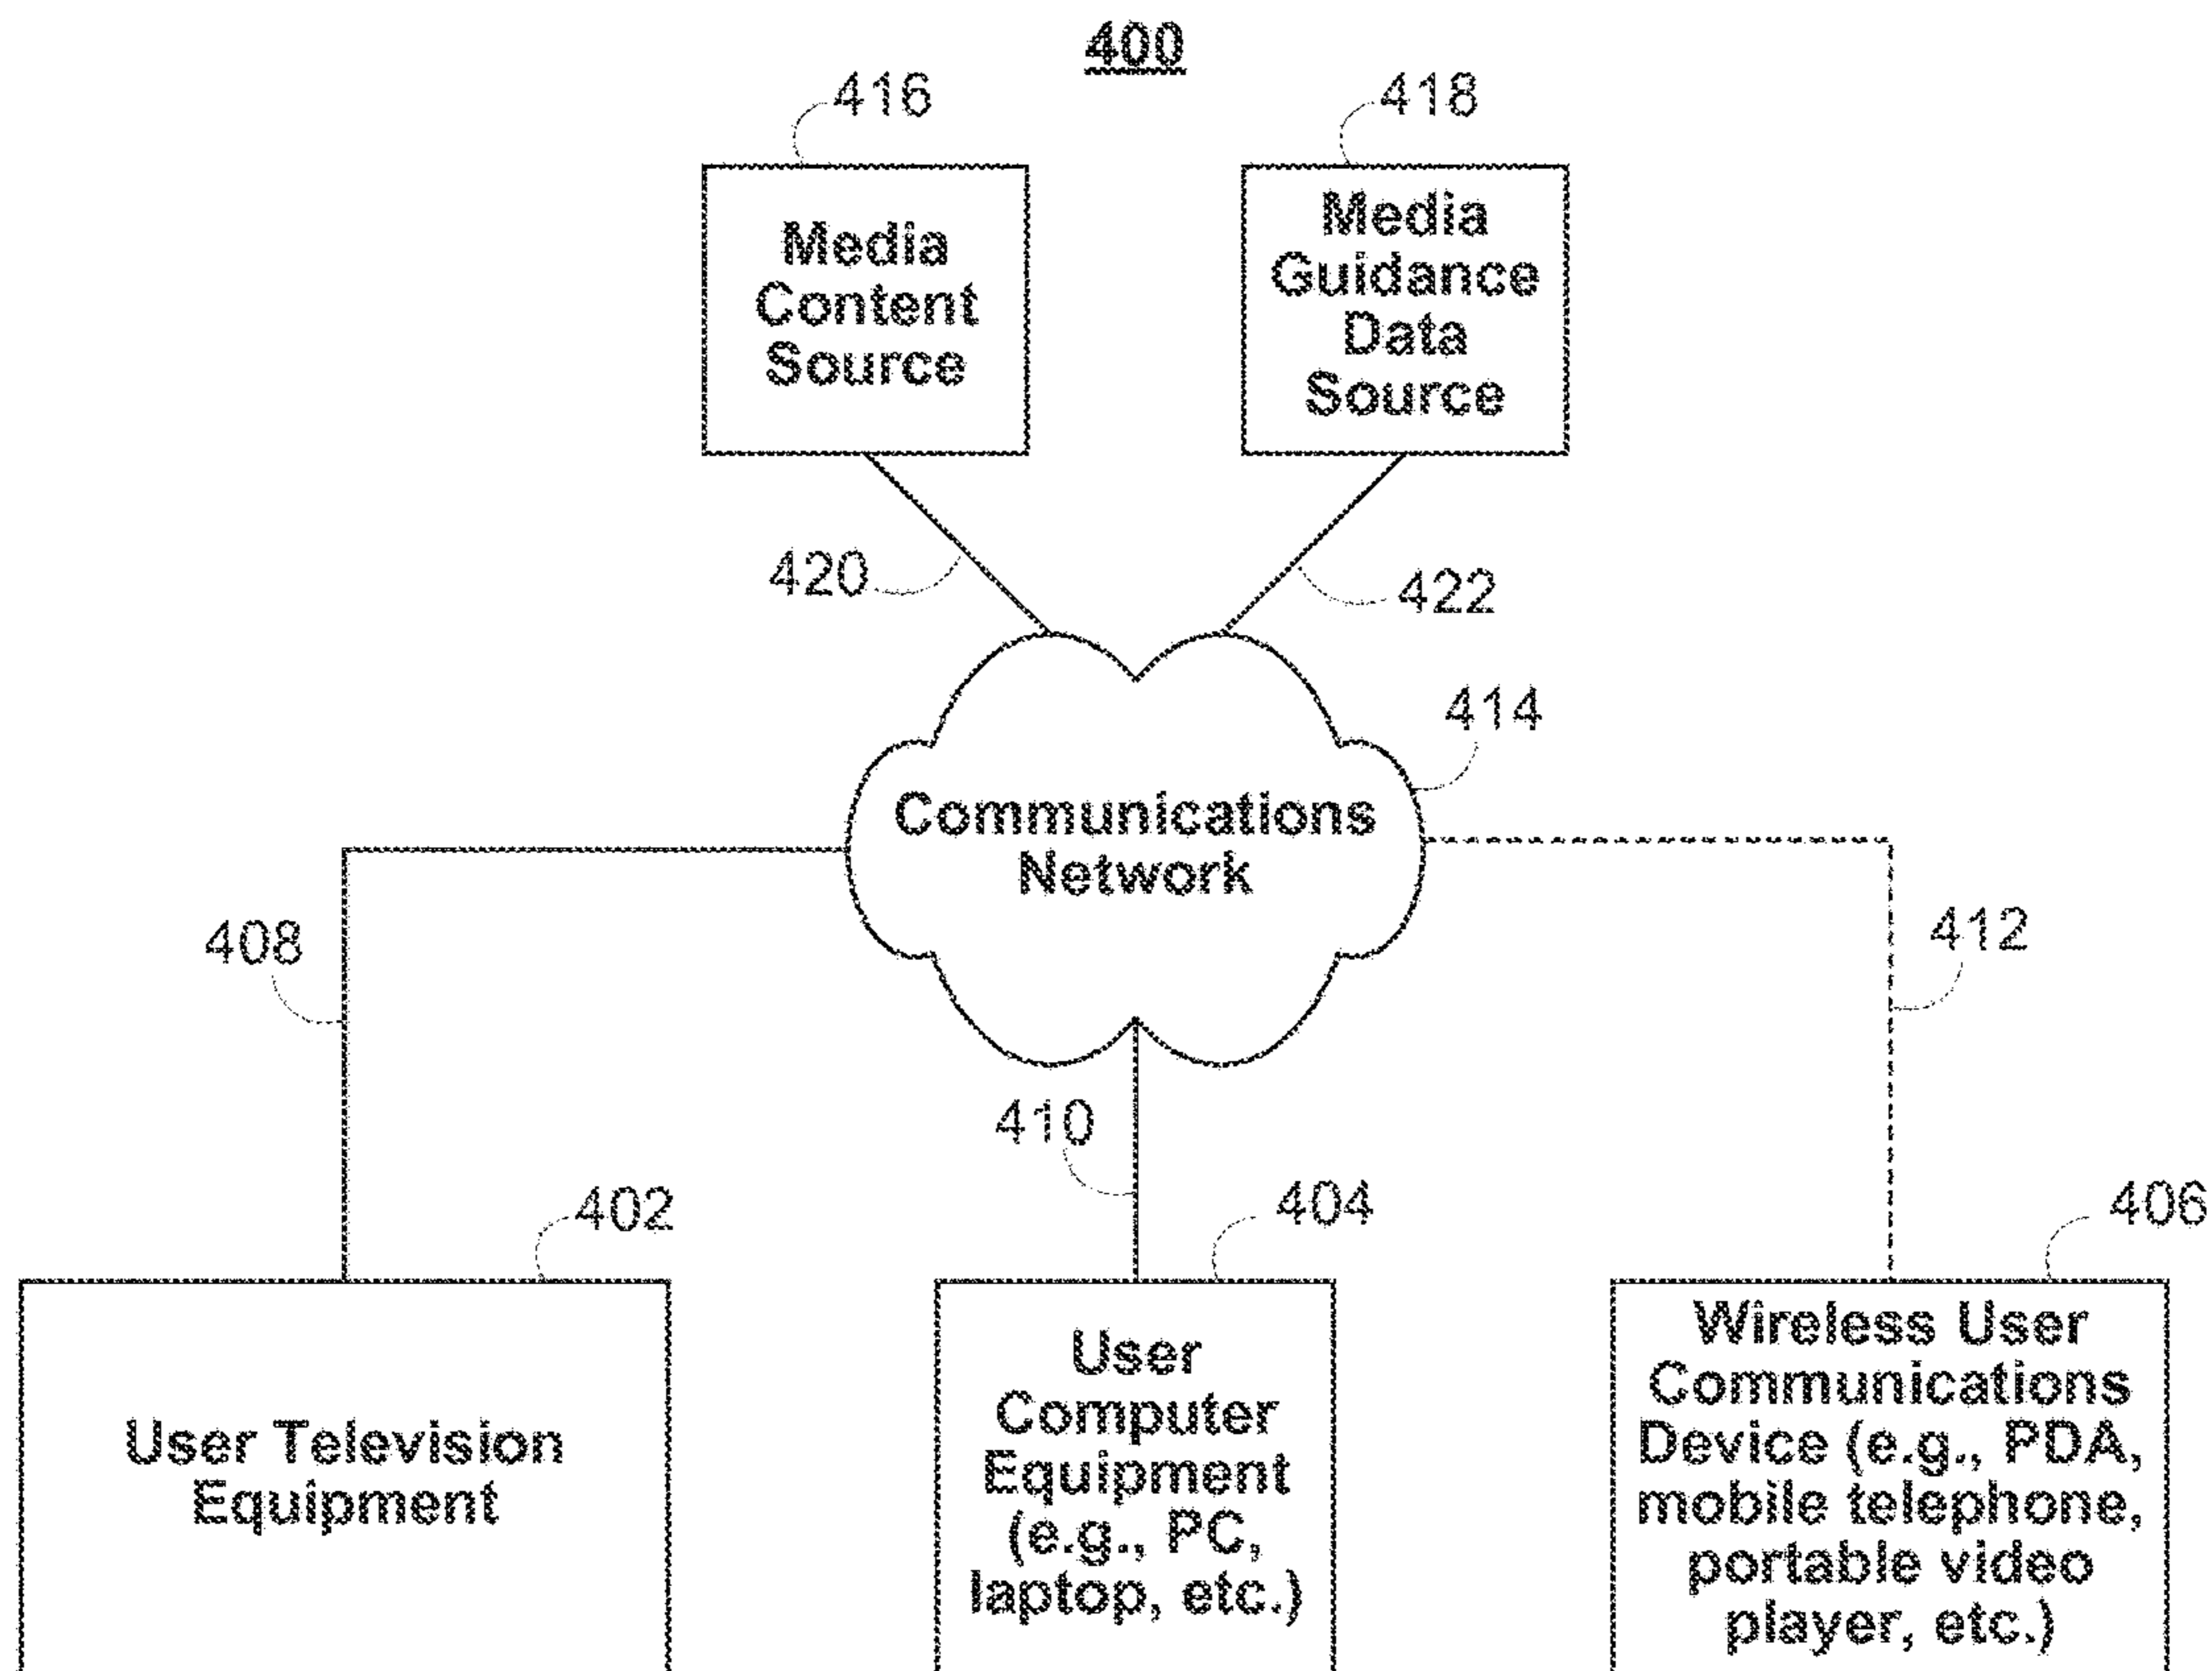 400
416
418
Media
Content
Source
Media
Guidance
Data
Source
420
422
414
Communications
Network
408
412
410
402
404
406
User Television
Equipment
User
Computer
Equipment
(e.g., PC,
laptop, etc.)
Wireless User
Communications
Device (e.g., PDA,
mobile telephone,
portable video
player, etc.)